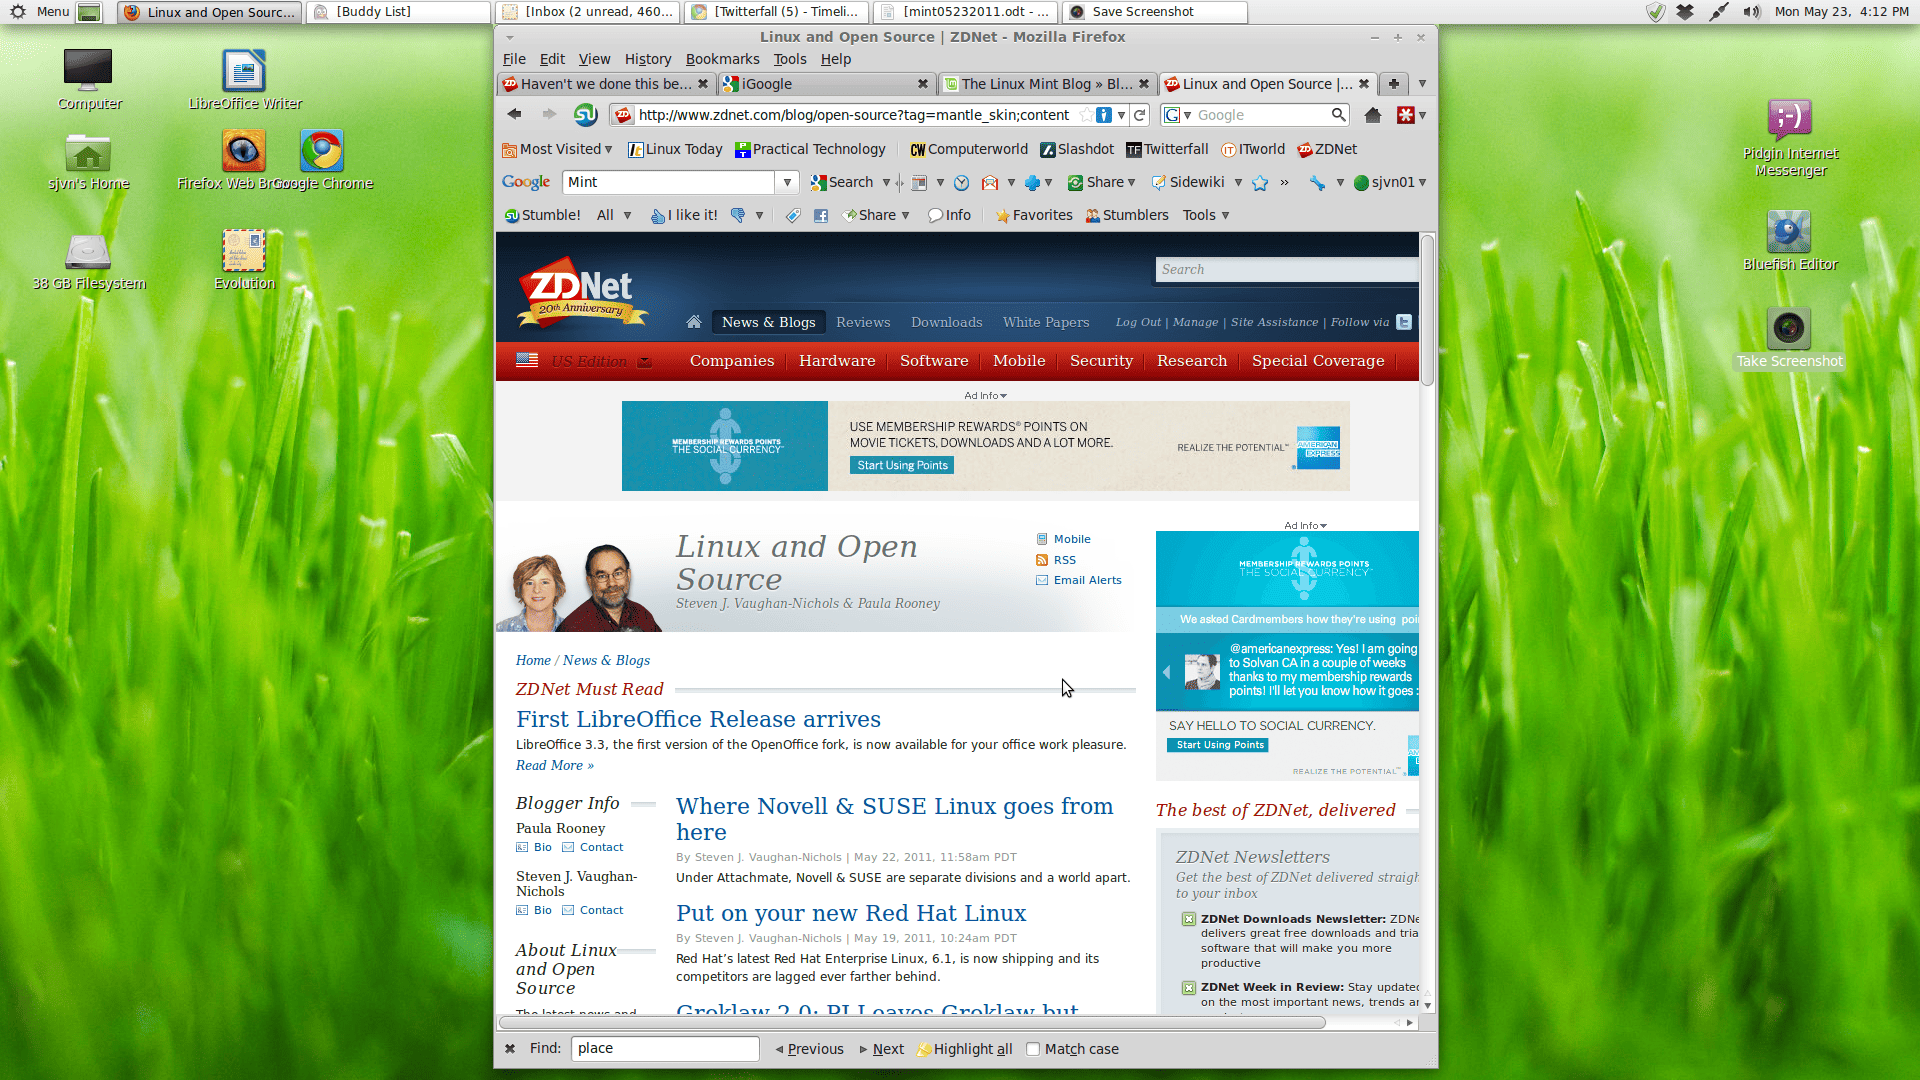 Menu
Linux and Open Sourc...
[Buddy List]
[Inbox (2 unread, 460...
[Twitterfall (5) - Timeli...
[mint05232011.odt - ...
Save Screenshot
Mon May 23, 4:12 PM
Computer
LibreOffice Writer
sjvn's Home
Firefox Web Br
Google Chrome
38 GB Filesystem
Evolution
Pidgin Internet
Messenger
Bluefish Editor
Take Screenshot
Linux and Open Source | ZDNet - Mozilla Firefox
File Edit View History Bookmarks Tools Help
Haven't we done this be...
iGoogle
The Linux Mint Blog » Bl...
Linux and Open Source |...
http://www.zdnet.com/blog/open-source?tag=mantle_skin;content
Google
Most Visited Linux Today Practical Technology Computerworld Slashdot Twitterfall ITworld ZDNet
Google Mint Search Share Sidewiki » sjvn01
Stumble! All I like it! Share Info Favorites Stumblers Tools
ZDNet
20th Anniversary
Search
News & Blogs Reviews Downloads White Papers
Log Out | Manage | Site Assistance | Follow via
US Edition
Companies Hardware Software Mobile Security Research Special Coverage
Ad Info
MEMBERSHIP REWARDS POINTS
THE SOCIAL CURRENCY
USE MEMBERSHIP REWARDS® POINTS ON
MOVIE TICKETS, DOWNLOADS AND A LOT MORE.
Start Using Points
REALIZE THE POTENTIAL™
AMERICAN
EXPRESS
Linux and Open
Source
Steven J. Vaughan-Nichols & Paula Rooney
Mobile
RSS
Email Alerts
Ad Info
MEMBERSHIP REWARDS POINTS
THE SOCIAL CURRENCY™
We asked Cardmembers how they're using poi
@americanexpress: Yes! I am going
to Solvan CA in a couple of weeks
thanks to my membership rewards
points! I'll let you know how it goes :
SAY HELLO TO SOCIAL CURRENCY.
Start Using Points
REALIZE THE POTENTIAL™
Home / News & Blogs
ZDNet Must Read
First LibreOffice Release arrives
LibreOffice 3.3, the first version of the OpenOffice fork, is now available for your office work pleasure.
Read More »
Blogger Info
Paula Rooney
Bio Contact
Steven J. Vaughan-
Nichols
Bio Contact
About Linux
and Open
Source
The latest news and
Where Novell & SUSE Linux goes from
here
By Steven J. Vaughan-Nichols | May 22, 2011, 11:58am PDT
Under Attachmate, Novell & SUSE are separate divisions and a world apart.
Put on your new Red Hat Linux
By Steven J. Vaughan-Nichols | May 19, 2011, 10:24am PDT
Red Hat's latest Red Hat Enterprise Linux, 6.1, is now shipping and its
competitors are lagged ever farther behind.
Groklaw 2.0: PJ Leaves Groklaw but
The best of ZDNet, delivered
ZDNet Newsletters
Get the best of ZDNet delivered straigh
to your inbox
ZDNet Downloads Newsletter: ZDNe
delivers great free downloads and tria
software that will make you more
productive
ZDNet Week in Review: Stay updated
on the most important news, trends an
Find: place Previous Next Highlight all Match case